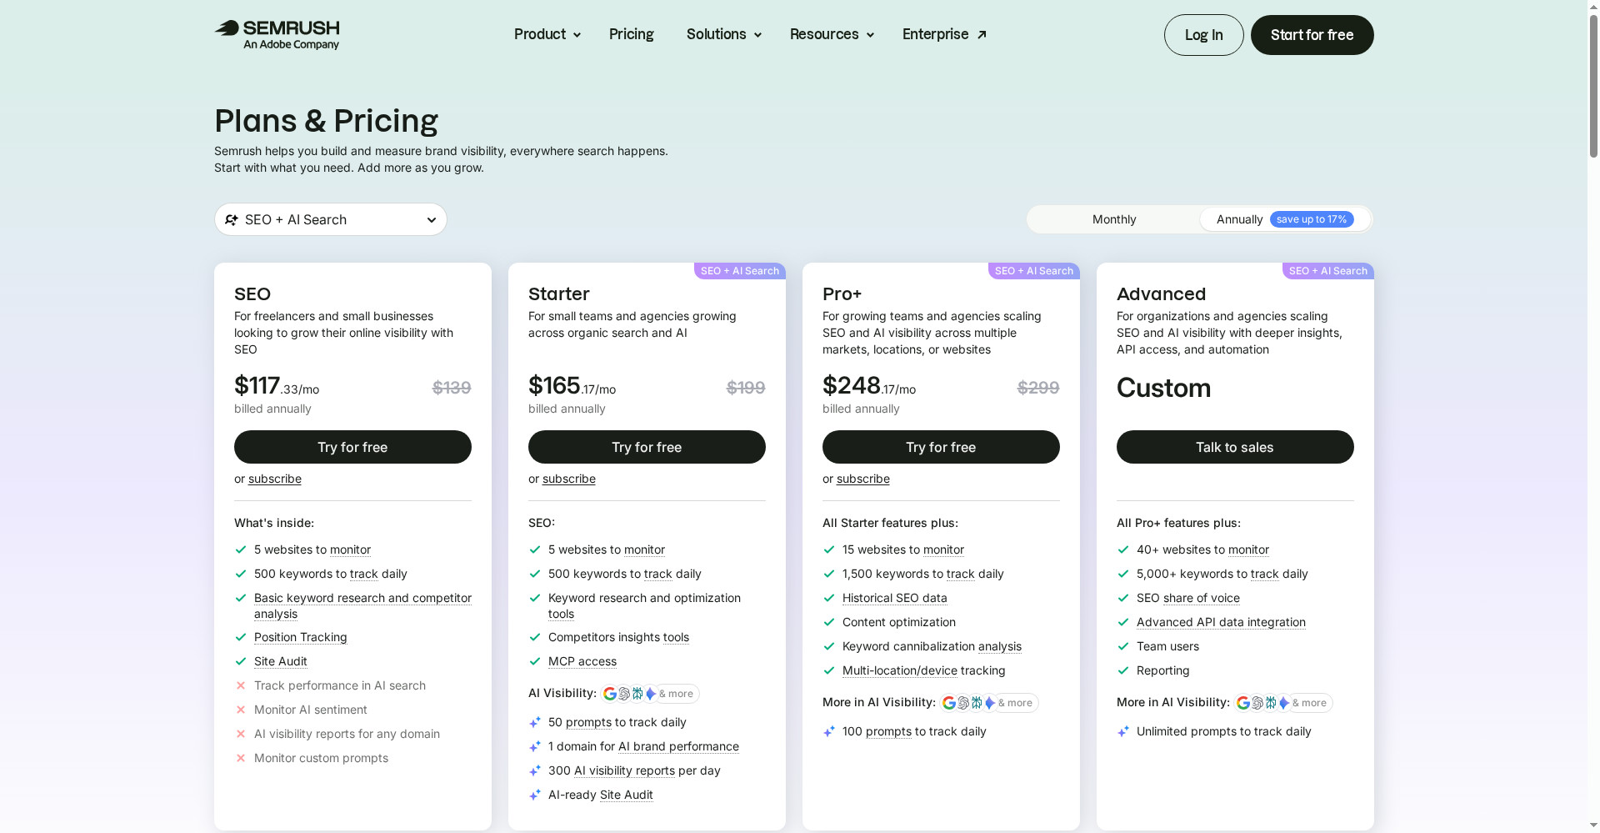 SEMRUSH
An Adobe Company
Product
Pricing
Solutions
Resources
Enterprise
Log In
Start for free
Plans & Pricing
Semrush helps you build and measure brand visibility, everywhere search happens.
Start with what you need. Add more as you grow.
SEO + AI Search
Monthly
Annually save up to 17%
SEO
For freelancers and small businesses
looking to grow their online visibility with
SEO
$117.33/mo $139
billed annually
Try for free
or subscribe
What's inside:
5 websites to monitor
500 keywords to track daily
Basic keyword research and competitor
analysis
Position Tracking
Site Audit
Track performance in AI search
Monitor AI sentiment
AI visibility reports for any domain
Monitor custom prompts
SEO + AI Search
Starter
For small teams and agencies growing
across organic search and AI
$165.17/mo $199
billed annually
Try for free
or subscribe
SEO:
5 websites to monitor
500 keywords to track daily
Keyword research and optimization
tools
Competitors insights tools
MCP access
AI Visibility: & more
50 prompts to track daily
1 domain for AI brand performance
300 AI visibility reports per day
AI-ready Site Audit
SEO + AI Search
Pro+
For growing teams and agencies scaling
SEO and AI visibility across multiple
markets, locations, or websites
$248.17/mo $299
billed annually
Try for free
or subscribe
All Starter features plus:
15 websites to monitor
1,500 keywords to track daily
Historical SEO data
Content optimization
Keyword cannibalization analysis
Multi-location/device tracking
More in AI Visibility: & more
100 prompts to track daily
SEO + AI Search
Advanced
For organizations and agencies scaling
SEO and AI visibility with deeper insights,
API access, and automation
Custom
Talk to sales
All Pro+ features plus:
40+ websites to monitor
5,000+ keywords to track daily
SEO share of voice
Advanced API data integration
Team users
Reporting
More in AI Visibility: & more
Unlimited prompts to track daily